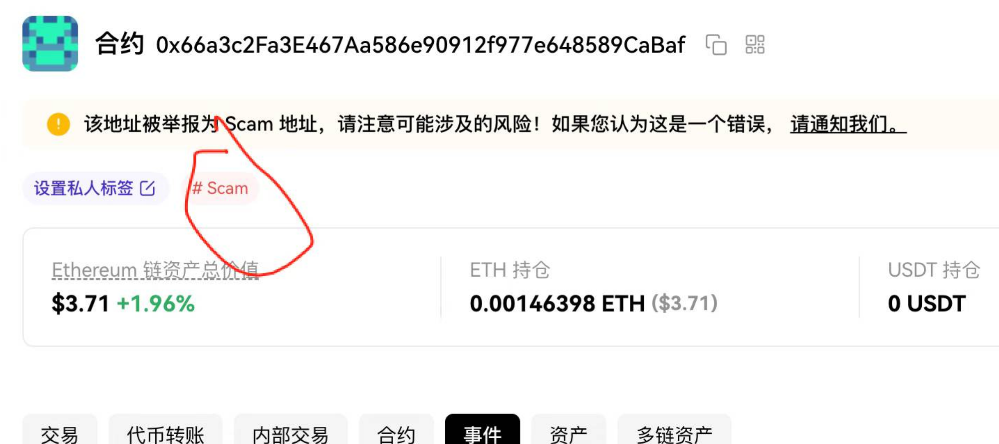 合约 0x66a3c2Fa3E467Aa586e90912f977e648589CaBaf
该地址被举报为 Scam 地址，请注意可能涉及的风险！如果您认为这是一个错误， 请通知我们。
设置私人标签 # Scam
Ethereum 链资产总价值 ETH 持仓 USDT 持仓
$3.71 +1.96% 0.00146398 ETH ($3.71) 0 USDT
交易 代币转账 内部交易 合约 事件 资产 多链资产